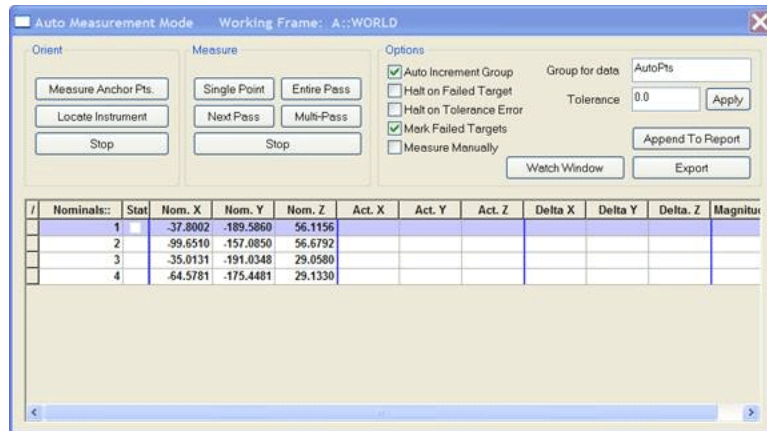 Auto Measurement Mode Working Frame: A::WORLD
Orient
Measure Anchor Pts.
Locate Instrument
Stop
Measure
Single Point Entire Pass
Next Pass Multi-Pass
Stop
Options
Auto Increment Group
Halt on Failed Target
Halt on Tolerance Error
Mark Failed Targets
Measure Manually
Group for data AutoPts
Tolerance 0.0 Apply
Append To Report
Watch Window Export
/ Nominals:: Stat Nom. X Nom. Y Nom. Z Act. X Act. Y Act. Z Delta X Delta Y Delta. Z Magnitud
1 -37.8002 -189.5860 56.1156
2 -99.6510 -157.0850 56.6792
3 -35.0131 -191.0348 29.0580
4 -64.5781 -175.4481 29.1330